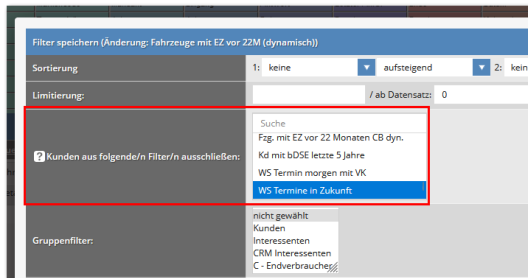 Filter speichern (Änderung: Fahrzeuge mit EZ vor 22M (dynamisch))
Sortierung 1: keine aufsteigend 2: kein
Limitierung: / ab Datensatz: 0
Suche
Fzg. mit EZ vor 22 Monaten CB dyn.
? Kunden aus folgende/n Filter/n ausschließen: Kd mit bDSE letzte 5 Jahre
WS Termin morgen mit VK
WS Termine in Zukunft
nicht gewählt
Kunden
Gruppenfilter: Interessenten
CRM Interessenten
C - Endverbraucher